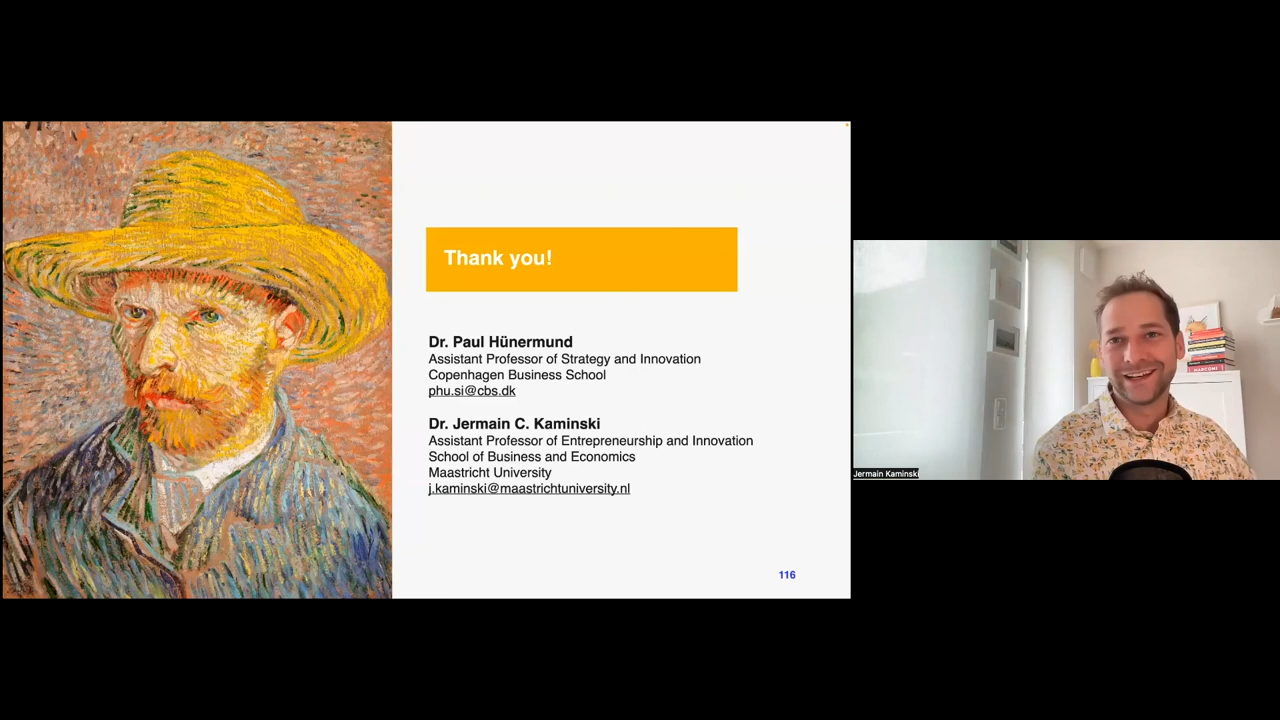 Thank you!
Dr. Paul Hünermund
Assistant Professor of Strategy and Innovation
Copenhagen Business School
phu.si@cbs.dk
Dr. Jermain C. Kaminski
Assistant Professor of Entrepreneurship and Innovation
School of Business and Economics
Maastricht University
j.kaminski@maastrichtuniversity.nl
116
MARCONI
Jermain Kaminski